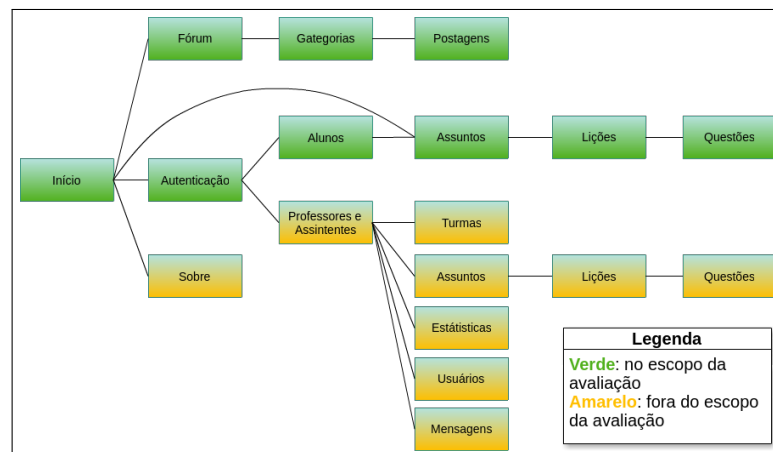 Fórum
Gategorias
Postagens
Alunos
Assuntos
Lições
Questões
Início
Autenticação
Professores e
Assintentes
Turmas
Sobre
Assuntos
Lições
Questões
Estátisticas
Usuários
Mensagens
Legenda
Verde: no escopo da
avaliação
Amarelo: fora do escopo
da avaliação